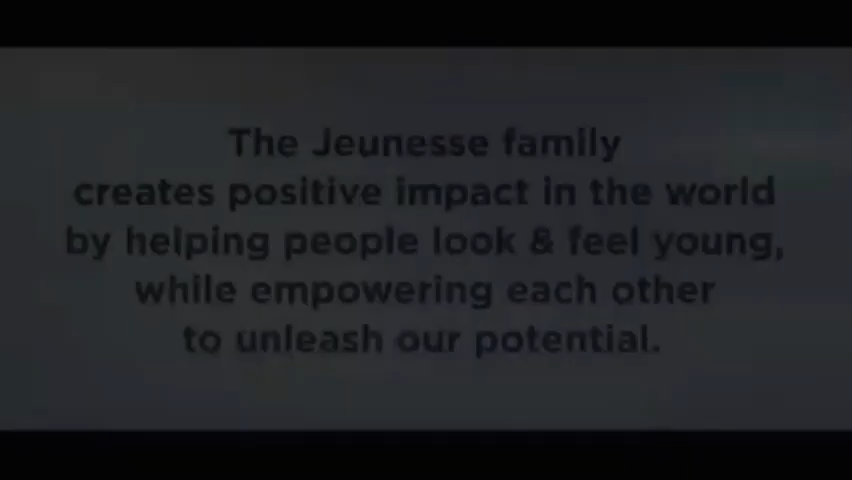 The Jeunesse family
creates positive impact in the world
by helping people look & feel young,
while empowering each other
to unleash our potential.